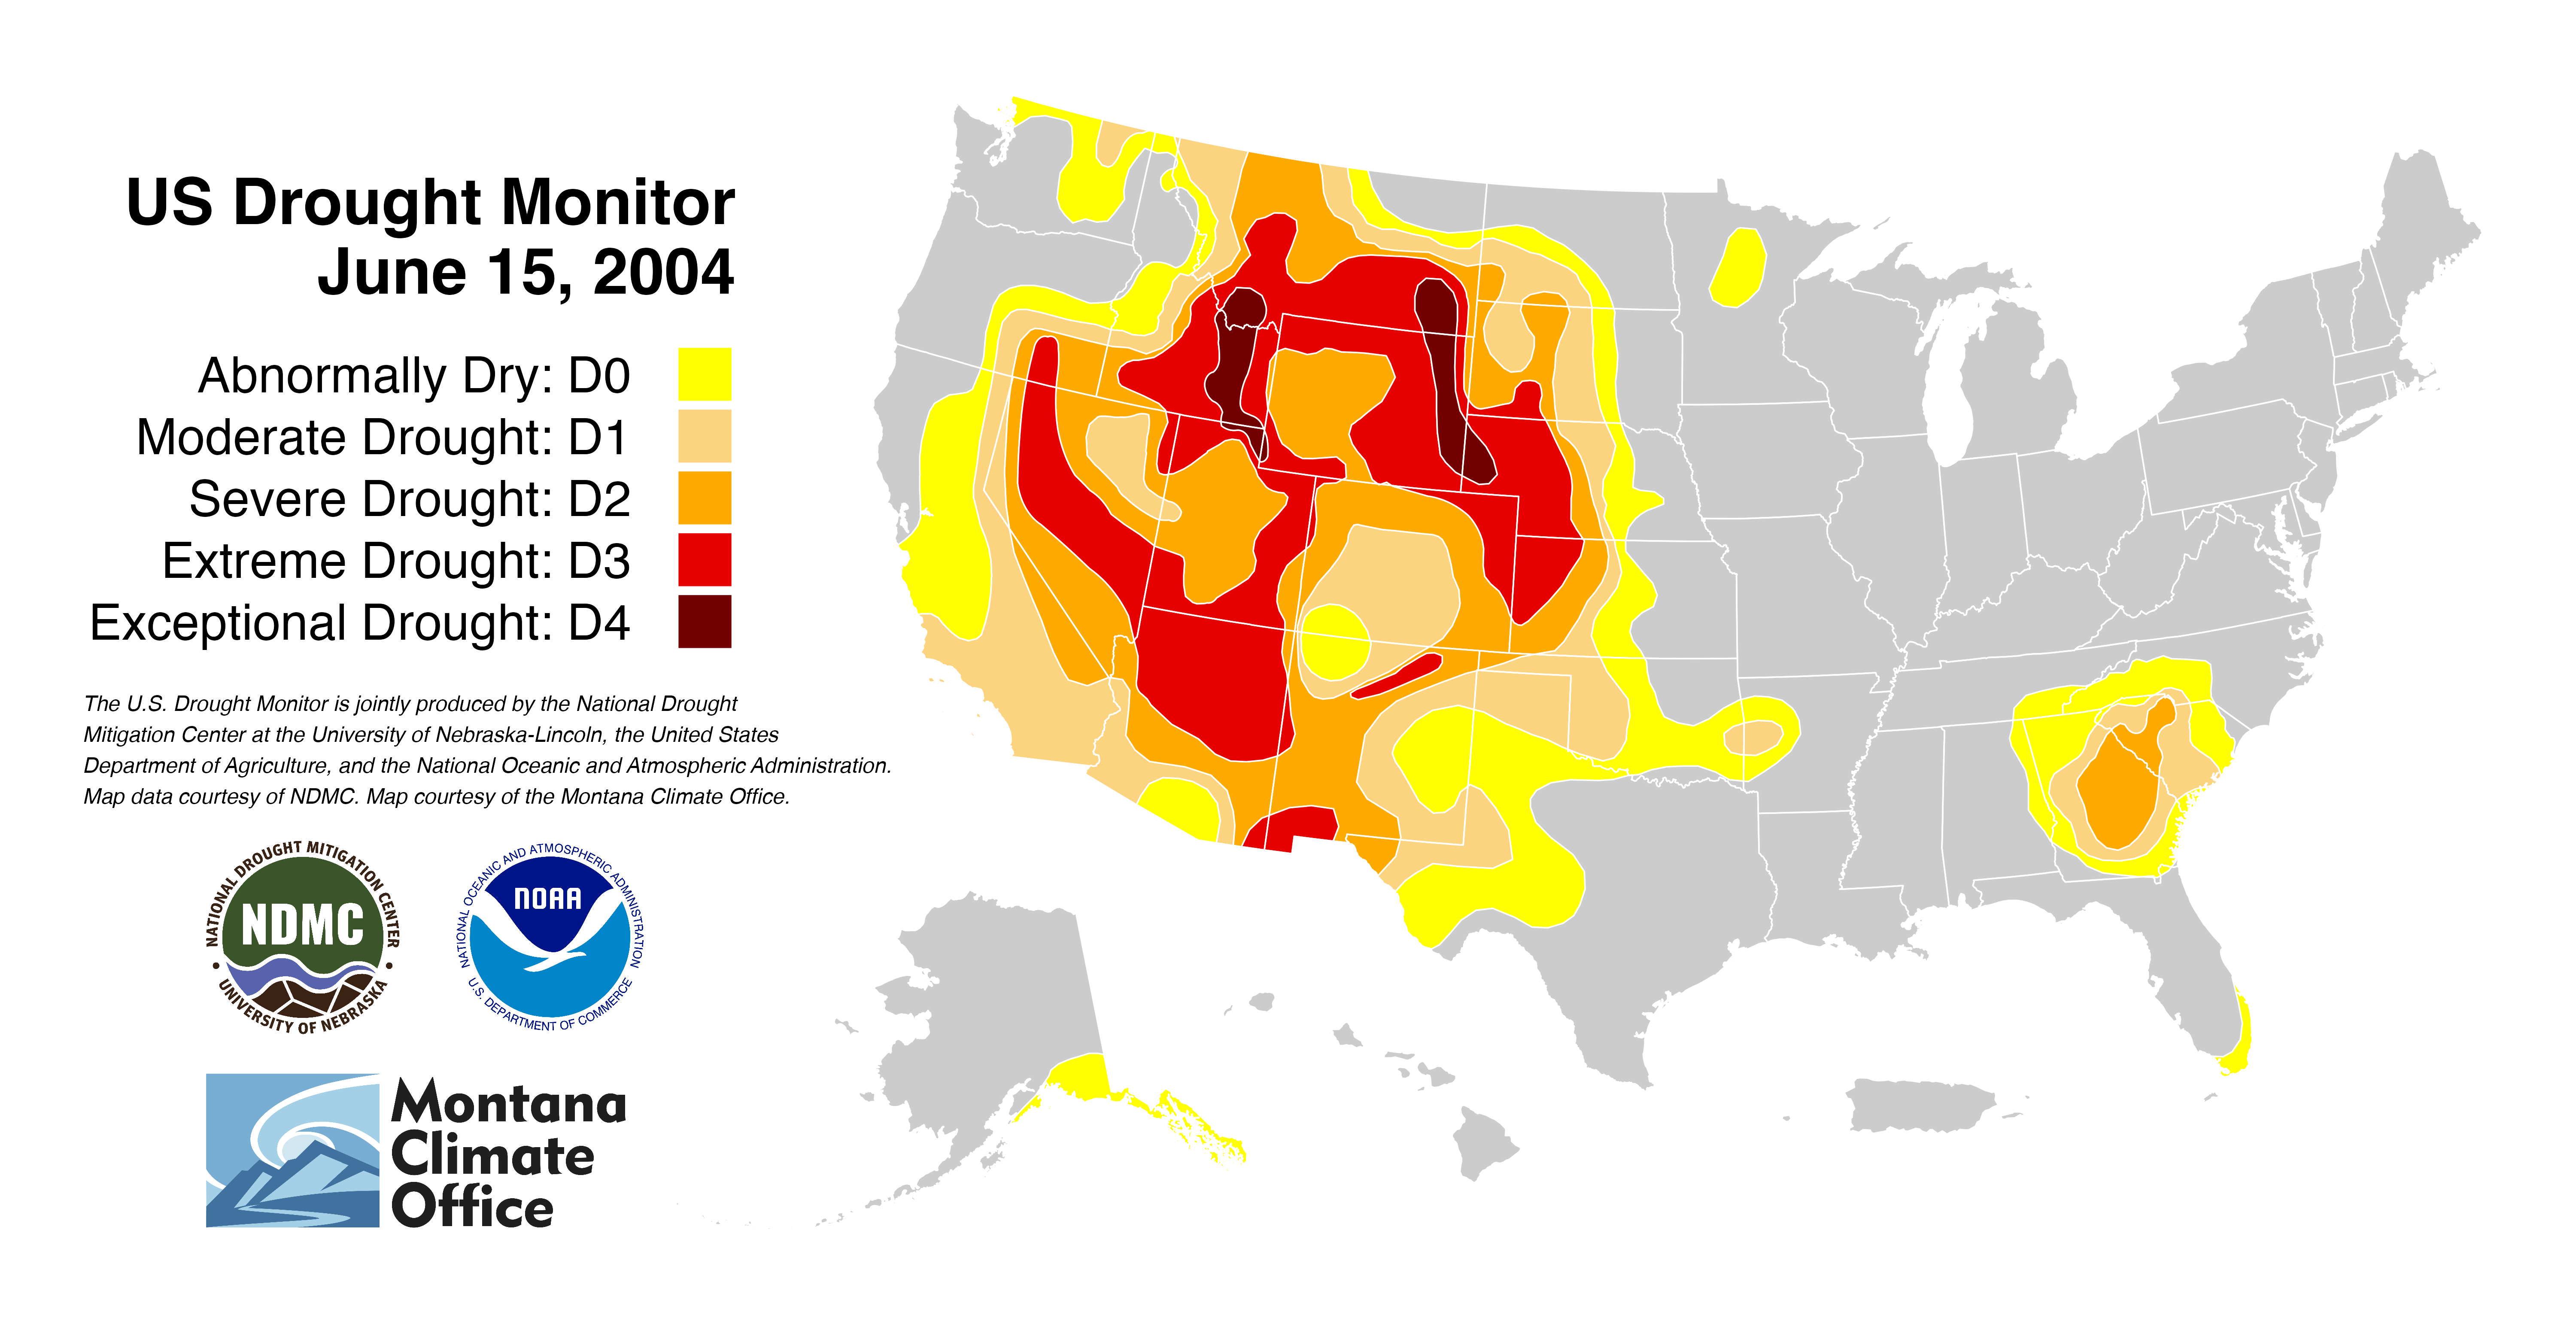 US Drought Monitor
June 15, 2004
Abnormally Dry: D0
Moderate Drought: D1
Severe Drought: D2
Extreme Drought: D3
Exceptional Drought: D4
The U.S. Drought Monitor is jointly produced by the National Drought
Mitigation Center at the University of Nebraska-Lincoln, the United States
Department of Agriculture, and the National Oceanic and Atmospheric Administration.
Map data courtesy of NDMC. Map courtesy of the Montana Climate Office.
NATIONAL DROUGHT MITIGATION CENTER
NDMC
• UNIVERSITY OF NEBRASKA •
NATIONAL OCEANIC AND ATMOSPHERIC ADMINISTRATION
NOAA
U.S. DEPARTMENT OF COMMERCE
Montana
Climate
Office